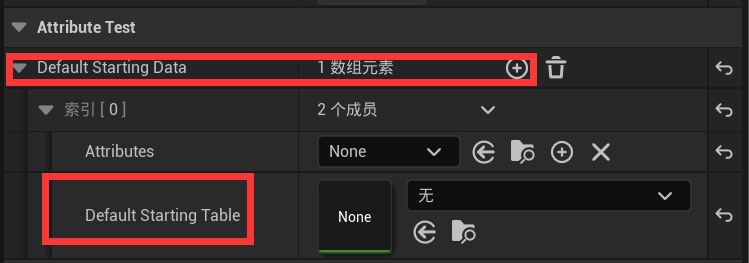 Attribute Test
Default Starting Data 1 数组元素
索引 [ 0 ] 2 个成员
Attributes None
Default Starting Table None 无